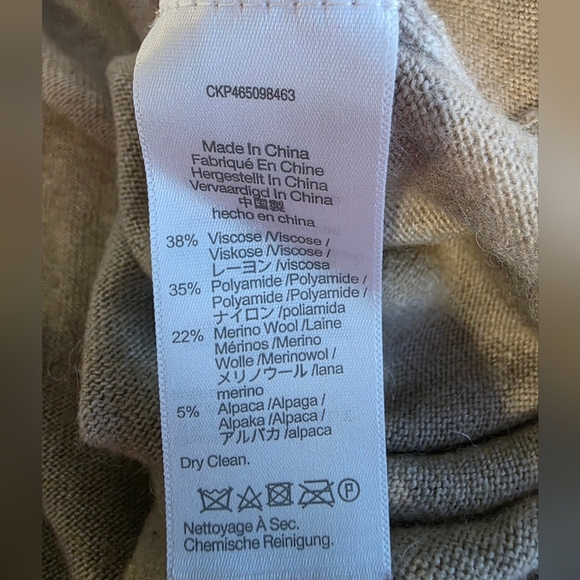 CKP465098463
Made In China
Fabriqué En Chine
Hergestellt In China
Vervaardigd In China
中国製
hecho en china
38% Viscose /Viscose /
Viskose /Viscose /
レーヨン /viscosa
35% Polyamide /Polyamide /
Polyamide /Polyamide /
ナイロン /poliamida
22% Merino Wool /Laine
Mérinos /Merino
Wolle /Merinowol /
メリノウール /lana
merino
5% Alpaca /Alpaga /
Alpaka /Alpaca /
アルパカ /alpaca
Dry Clean.
P
Nettoyage À Sec.
Chemische Reinigung.